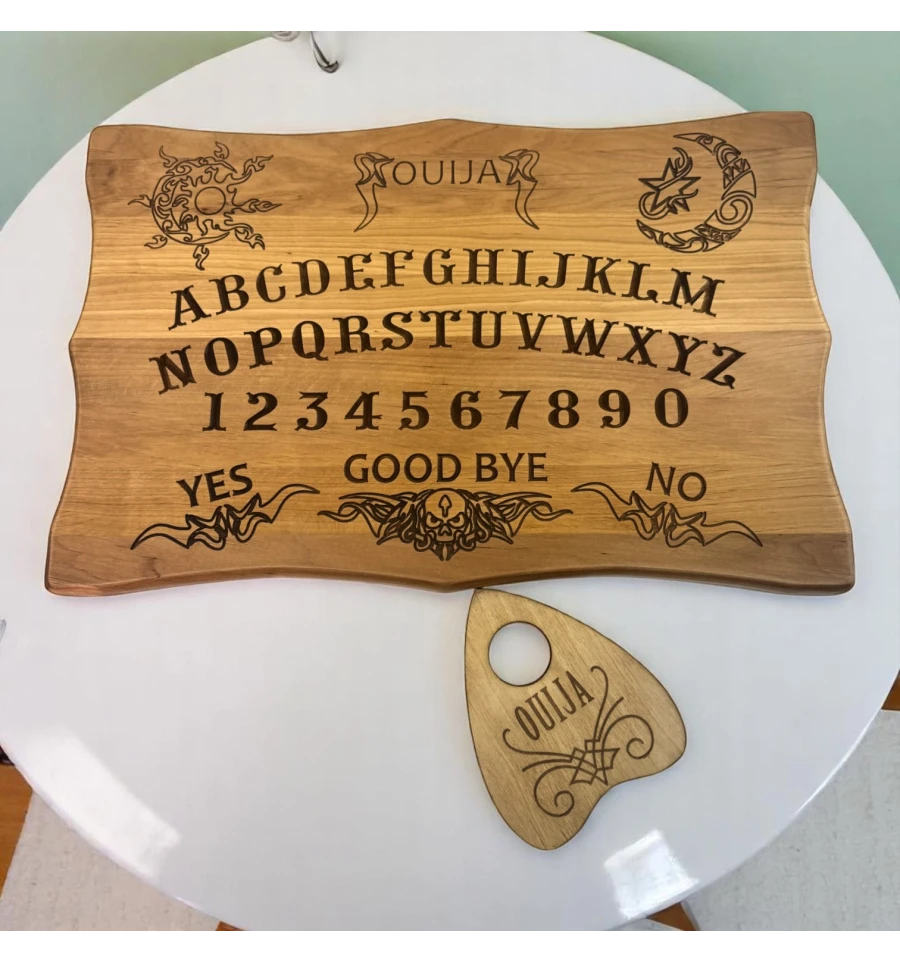 OUIJA
ABCDEFGHIJKLM
NOPQRSTUVWXYZ
1234567890
YES GOOD BYE NO
OUIJA